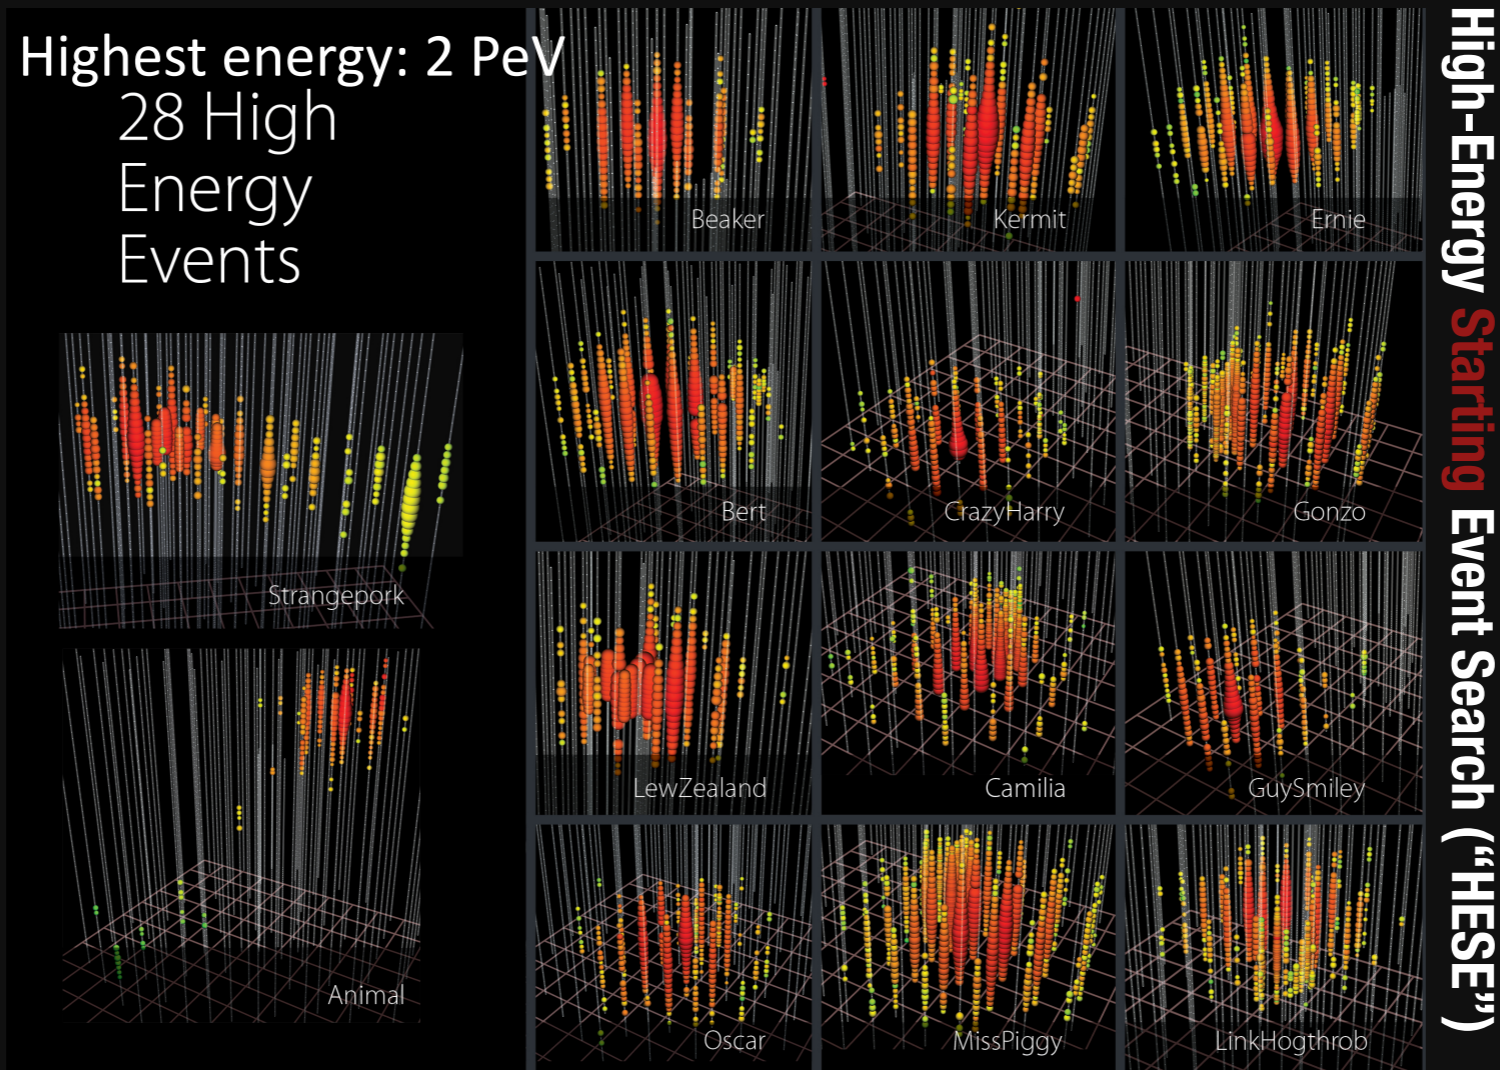 Highest energy: 2 PeV
28 High
Energy
Events
Strangepork
Animal
Beaker
Kermit
Ernie
Bert
CrazyHarry
Gonzo
LewZealand
Camilia
GuySmiley
Oscar
MissPiggy
LinkHogthrob
High-Energy Starting Event Search (“HESE”)